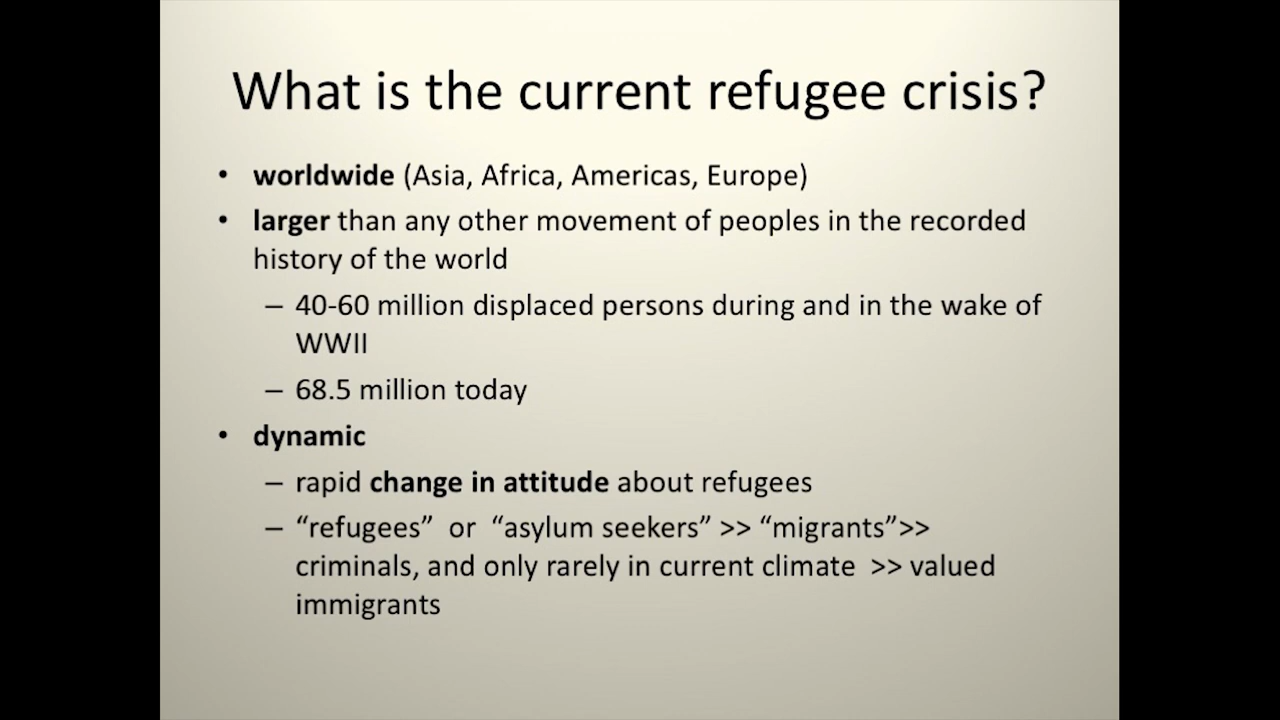 What is the current refugee crisis?
• worldwide (Asia, Africa, Americas, Europe)
• larger than any other movement of peoples in the recorded
history of the world
– 40-60 million displaced persons during and in the wake of
WWII
– 68.5 million today
• dynamic
– rapid change in attitude about refugees
– “refugees”  or  “asylum seekers” >> “migrants”>>
criminals, and only rarely in current climate  >> valued
immigrants